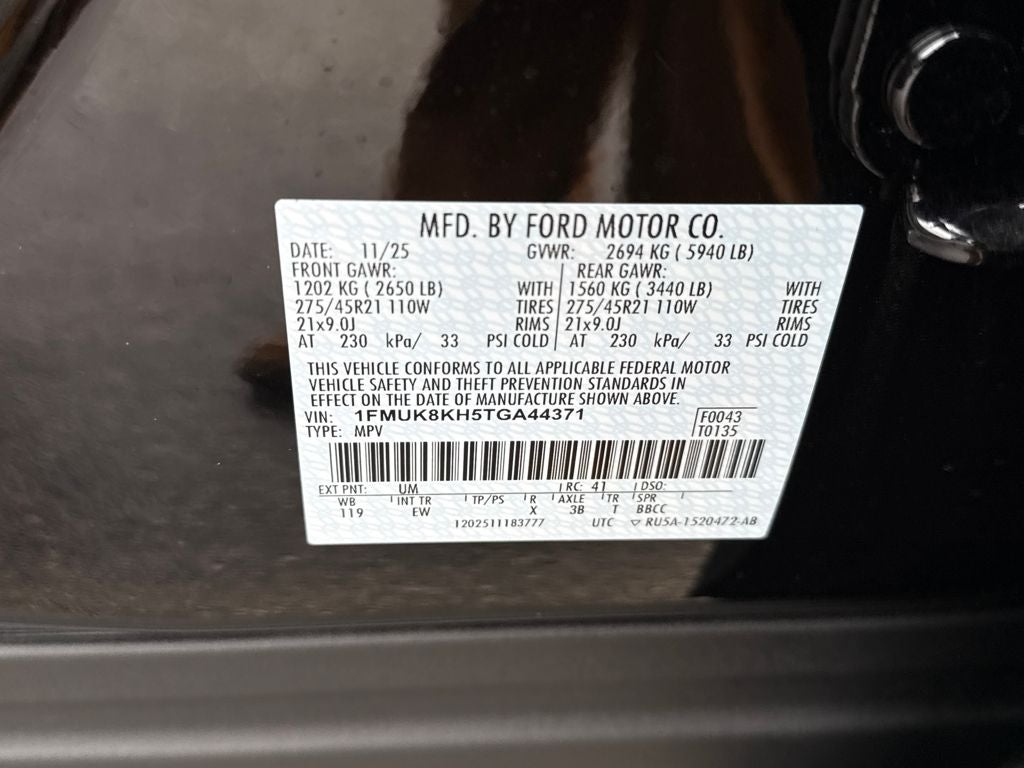 MFD. BY FORD MOTOR CO.
DATE: 11/25 GVWR: 2694 KG ( 5940 LB)
FRONT GAWR: REAR GAWR:
1202 KG ( 2650 LB) WITH 1560 KG ( 3440 LB) WITH
275/45R21 110W TIRES 275/45R21 110W TIRES
21x9.0J RIMS 21x9.0J RIMS
AT 230 kPa/ 33 PSI COLD AT 230 kPa/ 33 PSI COLD
THIS VEHICLE CONFORMS TO ALL APPLICABLE FEDERAL MOTOR
VEHICLE SAFETY AND THEFT PREVENTION STANDARDS IN
EFFECT ON THE DATE OF MANUFACTURE SHOWN ABOVE.
VIN: 1FMUK8KH5TGA44371 F0043
TYPE: MPV T0135
EXT PNT: UM RC: 41 DSO:
WB INT TR TP/PS R AXLE TR SPR
119 EW X 3B T BBCC
1202511183777 UTC ▽ RU5A-1520472-AB